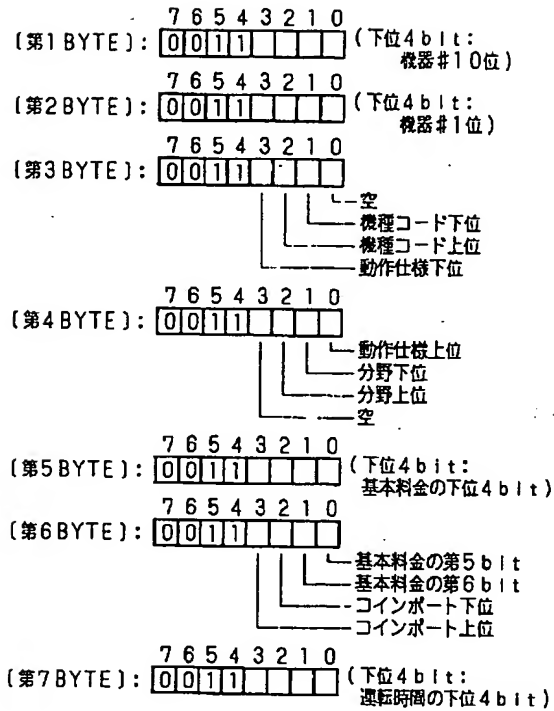 7 6 5 4 3 2 1 0
[第1BYTE]: 0 0 1 1 (下位4bit:
機器#10位)
7 6 5 4 3 2 1 0
[第2BYTE]: 0 0 1 1 (下位4bit:
機器#1位)
7 6 5 4 3 2 1 0
[第3BYTE]: 0 0 1 1
空
機種コード下位
機種コード上位
動作仕様下位
7 6 5 4 3 2 1 0
[第4BYTE]: 0 0 1 1
動作仕様上位
分野下位
分野上位
空
7 6 5 4 3 2 1 0
[第5BYTE]: 0 0 1 1 (下位4bit:
基本料金の下位4bit)
7 6 5 4 3 2 1 0
[第6BYTE]: 0 0 1 1
基本料金の第5bit
基本料金の第6bit
コインポート下位
コインポート上位
7 6 5 4 3 2 1 0
[第7BYTE]: 0 0 1 1 (下位4bit:
運転時間の下位4bit)